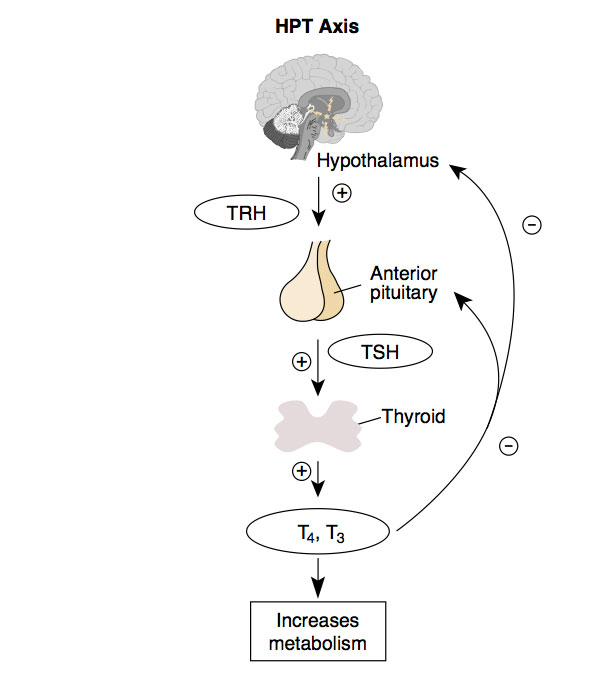 HPT Axis
Hypothalamus
+
TRH
−
Anterior
pituitary
TSH
+
Thyroid
−
+
T₄, T₃
Increases
metabolism